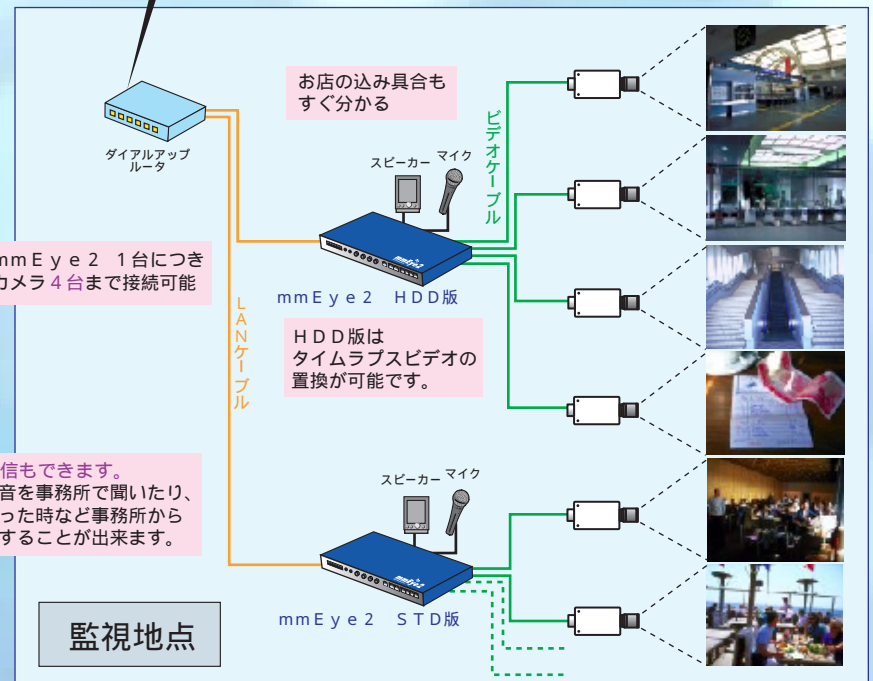 お店の込み具合も
すぐ分かる
ダイアルアップ
ルータ
スピーカー マイク
ビデオケーブル
mmEye2
mmEye2 1台につき
カメラ4台まで接続可能
mmEye2 HDD版
LANケーブル
HDD版は
タイムラプスビデオの
置換が可能です。
信もできます。
音を事務所で聞いたり、
った時など事務所から
することが出来ます。
スピーカー マイク
mmEye2
mmEye2 STD版
監視地点